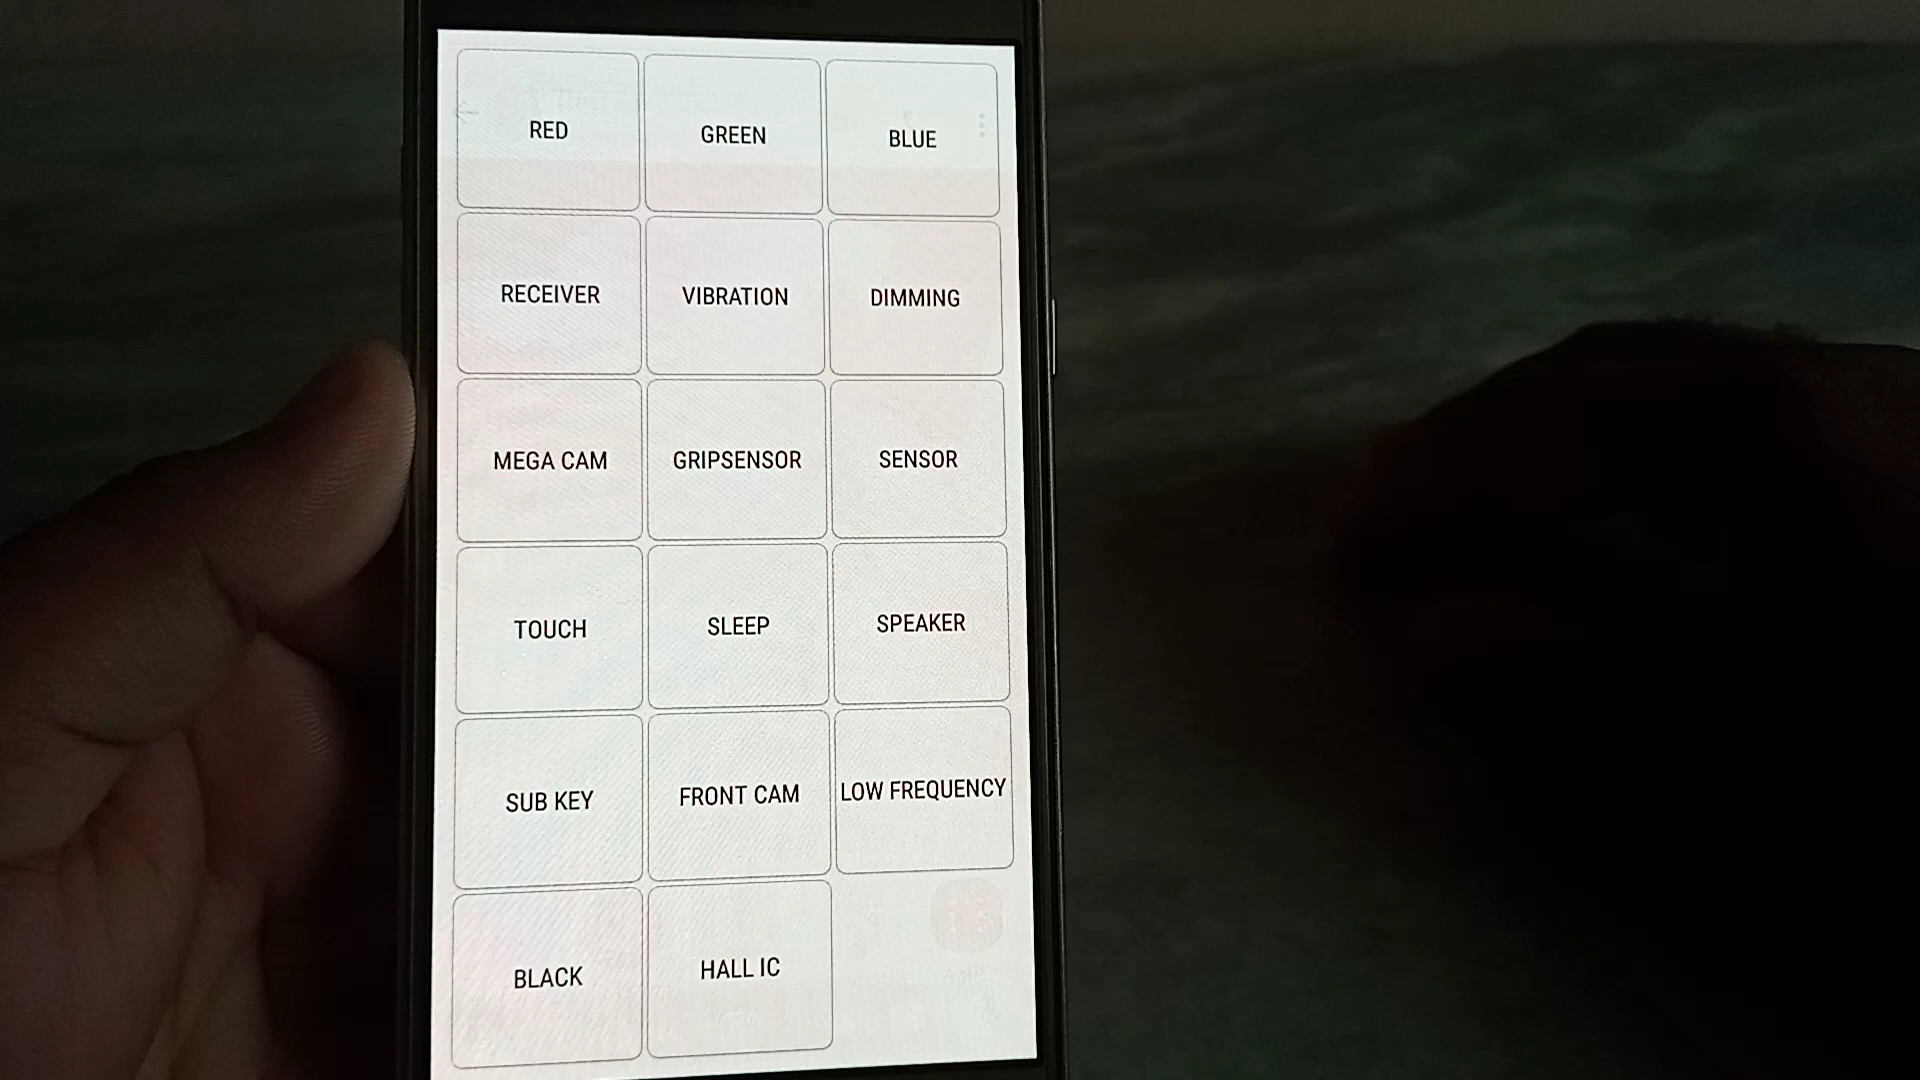 RED
GREEN
BLUE
RECEIVER
VIBRATION
DIMMING
MEGA CAM
GRIPSENSOR
SENSOR
TOUCH
SLEEP
SPEAKER
SUB KEY
FRONT CAM
LOW FREQUENCY
BLACK
HALL IC